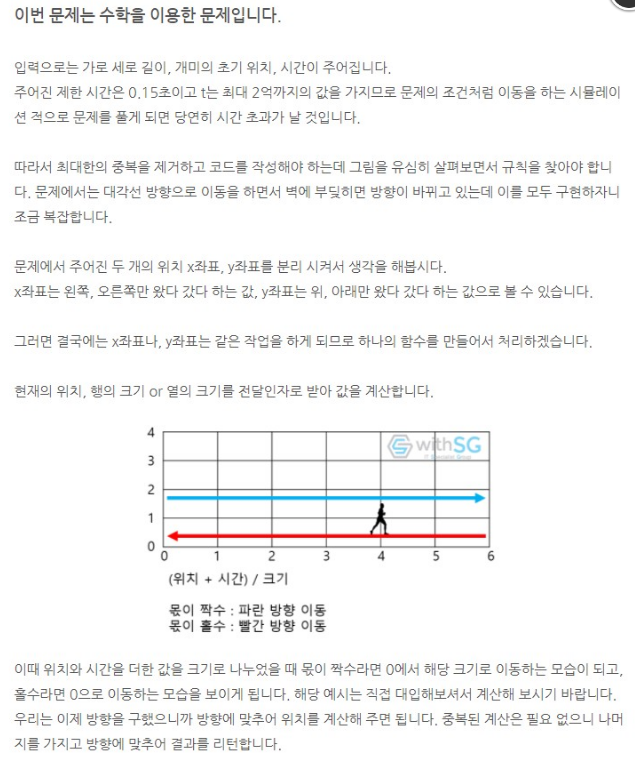 이번 문제는 수학을 이용한 문제입니다.
입력으로는 가로 세로 길이, 개미의 초기 위치, 시간이 주어집니다.
주어진 제한 시간은 0.15초이고 t는 최대 2억까지의 값을 가지므로 문제의 조건처럼 이동을 하는 시뮬레이
션 적으로 문제를 풀게 되면 당연히 시간 초과가 날 것입니다.
따라서 최대한의 중복을 제거하고 코드를 작성해야 하는데 그림을 유심히 살펴보면서 규칙을 찾아야 합니
다. 문제에서는 대각선 방향으로 이동을 하면서 벽에 부딪히면 방향이 바뀌고 있는데 이를 모두 구현하자니
조금 복잡합니다.
문제에서 주어진 두 개의 위치 x좌표, y좌표를 분리 시켜서 생각을 해봅시다.
x좌표는 왼쪽, 오른쪽만 왔다 갔다 하는 값, y좌표는 위, 아래만 왔다 갔다 하는 값으로 볼 수 있습니다.
그러면 결국에는 x좌표나, y좌표는 같은 작업을 하게 되므로 하나의 함수를 만들어서 처리하겠습니다.
현재의 위치, 행의 크기 or 열의 크기를 전달인자로 받아 값을 계산합니다.
4
withSG
3
2
1
0
0 1 2 3 4 5 6
(위치 + 시간) / 크기
몫이 짝수 : 파란 방향 이동
몫이 홀수 : 빨간 방향 이동
이때 위치와 시간을 더한 값을 크기로 나누었을 때 몫이 짝수라면 0에서 해당 크기로 이동하는 모습이 되고,
홀수라면 0으로 이동하는 모습을 보이게 됩니다. 해당 예시는 직접 대입해보셔서 계산해 보시기 바랍니다.
우리는 이제 방향을 구했으니까 방향에 맞추어 위치를 계산해 주면 됩니다. 중복된 계산은 필요 없으니 나머
지를 가지고 방향에 맞추어 결과를 리턴합니다.